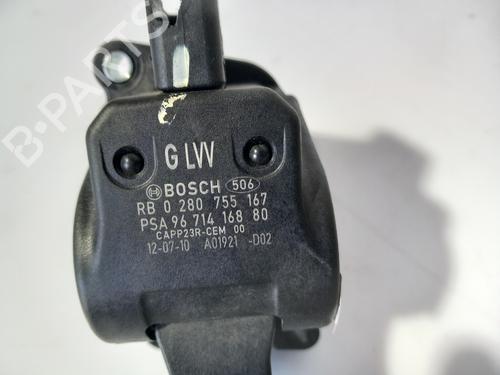 B-PARTS
G LVV
BOSCH 506
RB 0 280 755 167
PSA 96 714 168 80
CAPP23R-CEM 00
12-07-10 A01921 -D02